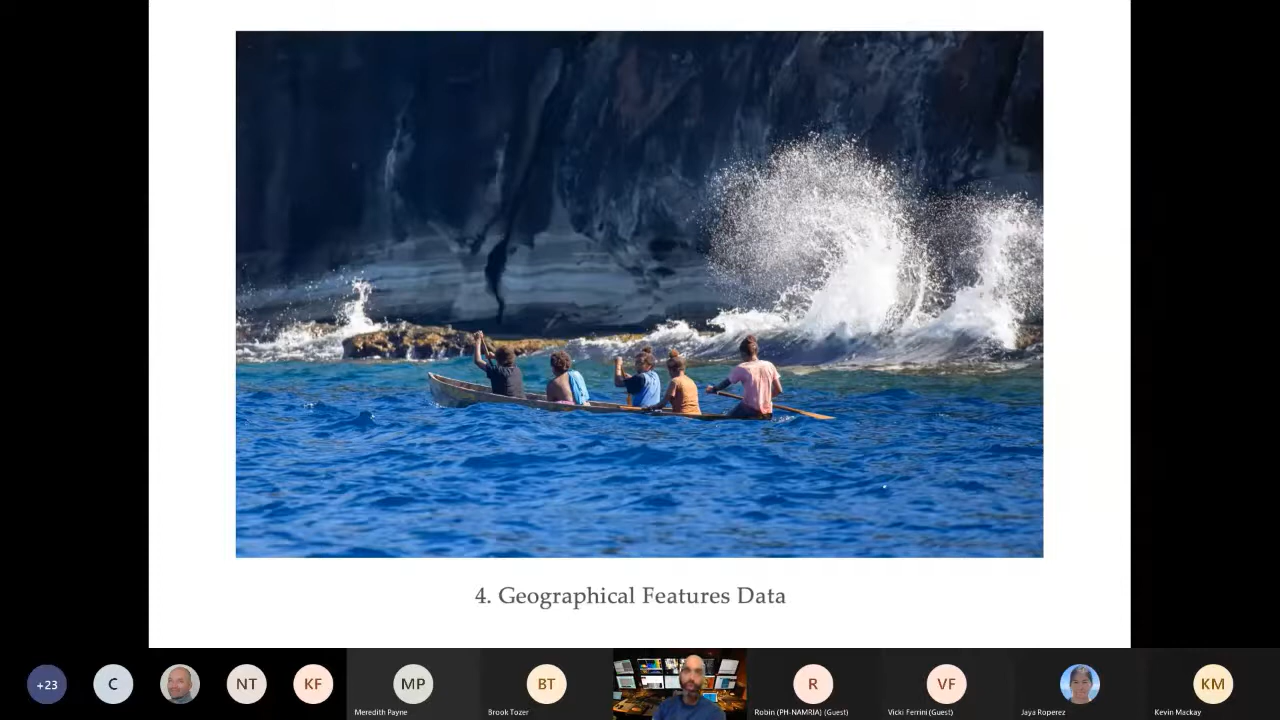 4. Geographical Features Data
+23
C
NT
KF
MP
BT
R
VF
KM
Meredith Payne
Brook Tozer
Robin (PH-NAMRIA) (Guest)
Vicki Ferrini (Guest)
Jaya Roperez
Kevin Mackay